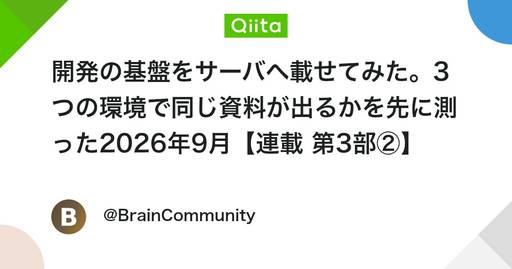 Qiita
開発の基盤をサーバへ載せてみた。3
つの環境で同じ資料が出るかを先に測
った2026年9月【連載 第3部②】
B
@BrainCommunity